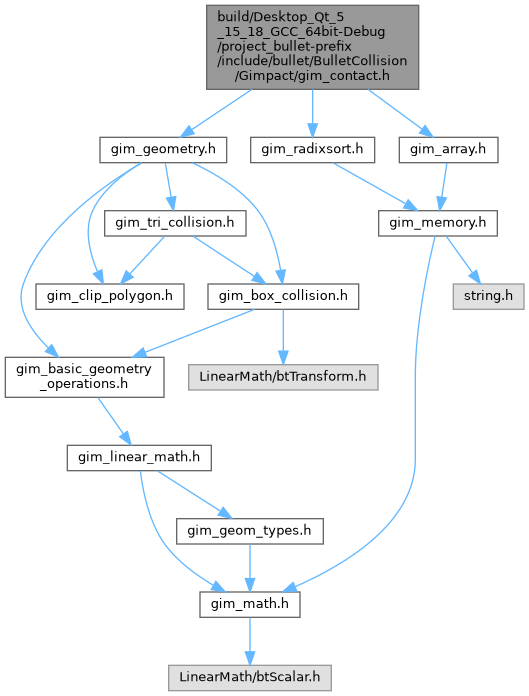 build/Desktop_Qt_5
_15_18_GCC_64bit-Debug
/project_bullet-prefix
/include/bullet/BulletCollision
/Gimpact/gim_contact.h
gim_geometry.h
gim_radixsort.h
gim_array.h
gim_tri_collision.h
gim_memory.h
gim_clip_polygon.h
gim_box_collision.h
string.h
gim_basic_geometry
_operations.h
LinearMath/btTransform.h
gim_linear_math.h
gim_geom_types.h
gim_math.h
LinearMath/btScalar.h